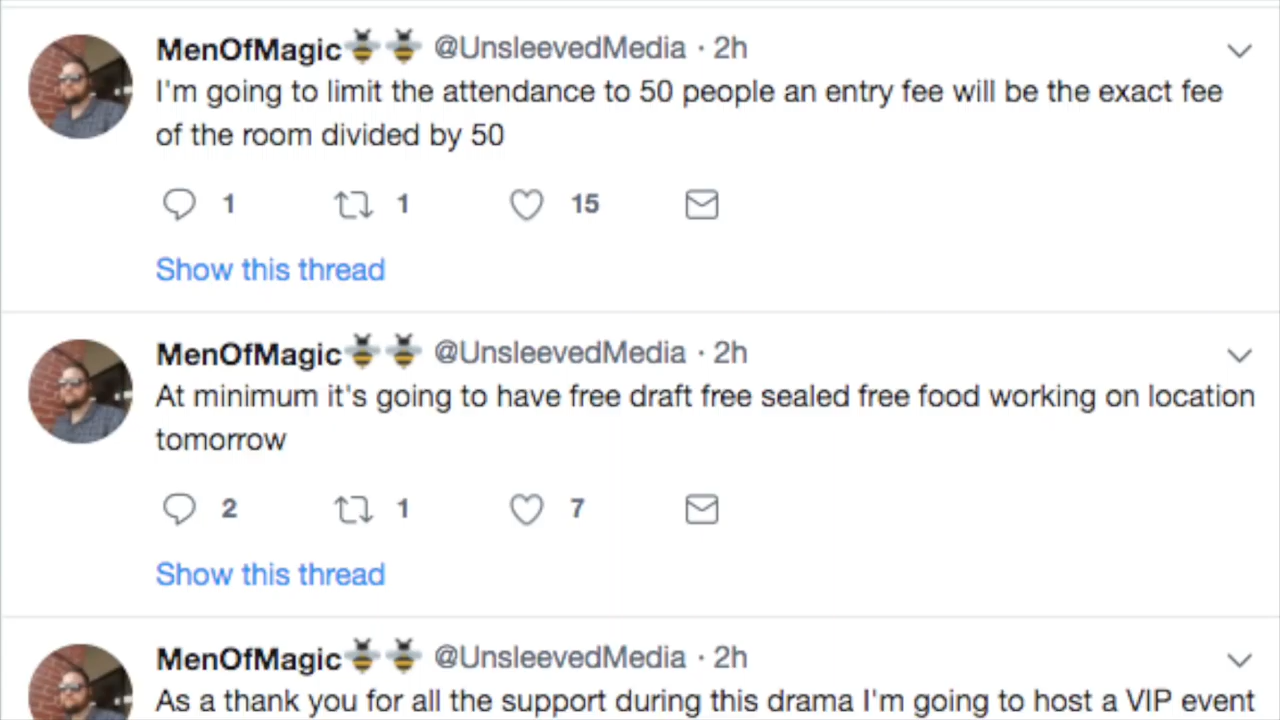 MenOfMagic🐝🐝 @UnsleevedMedia · 2h
I'm going to limit the attendance to 50 people an entry fee will be the exact fee
of the room divided by 50
1 1 15
Show this thread
MenOfMagic🐝🐝 @UnsleevedMedia · 2h
At minimum it's going to have free draft free sealed free food working on location
tomorrow
2 1 7
Show this thread
MenOfMagic🐝🐝 @UnsleevedMedia · 2h
As a thank you for all the support during this drama I'm going to host a VIP event